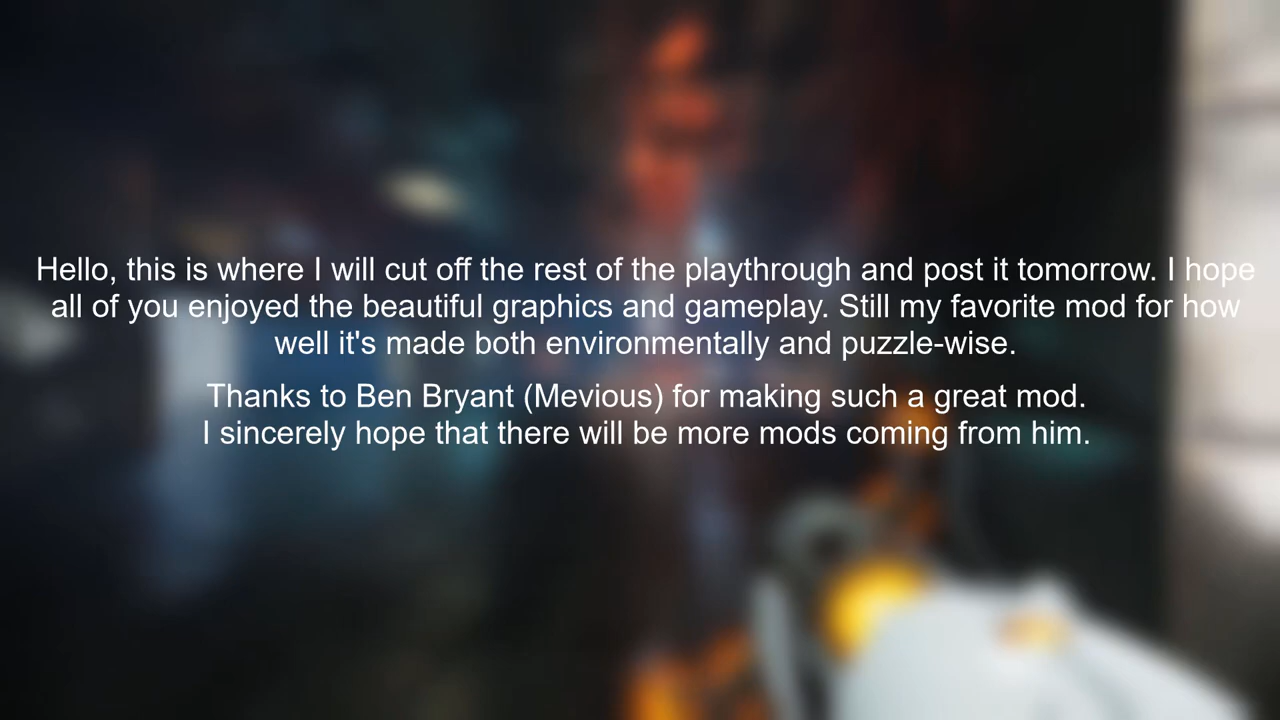 Hello, this is where I will cut off the rest of the playthrough and post it tomorrow. I hope
all of you enjoyed the beautiful graphics and gameplay. Still my favorite mod for how
well it's made both environmentally and puzzle-wise.
Thanks to Ben Bryant (Mevious) for making such a great mod.
I sincerely hope that there will be more mods coming from him.